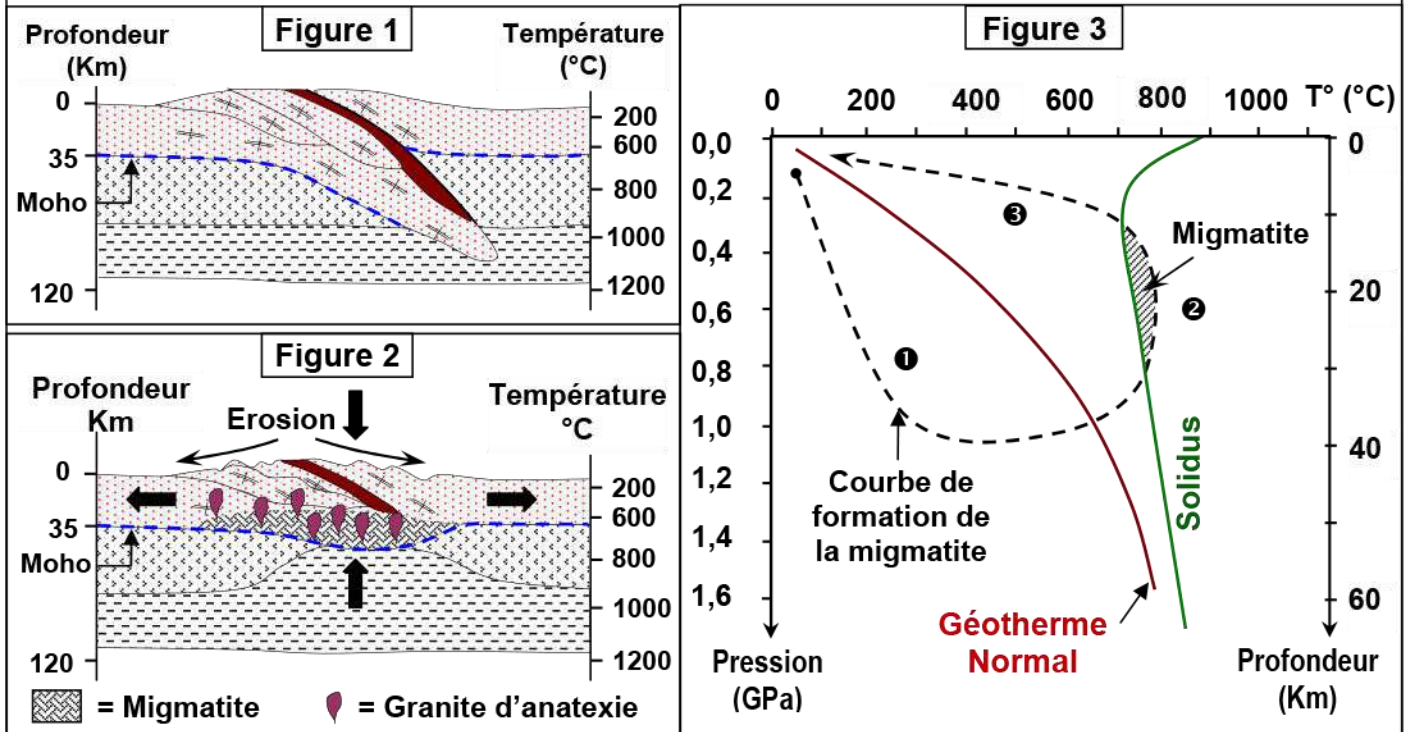 Figure 1
Profondeur
(Km)
Température
(°C)
0
35
Moho
120
200
600
800
1000
1200
Figure 2
Profondeur
Km
Erosion
Température
°C
0
35
Moho
120
200
600
800
1000
1200
= Migmatite
= Granite d'anatexie
Figure 3
0 200 400 600 800 1000 T° (°C)
0,0
0,2
0,4
0,6
0,8
1,0
1,2
1,4
1,6
Pression
(GPa)
0
20
40
60
Profondeur
(Km)
❸
Migmatite
❷
❶
Courbe de
formation de
la migmatite
Solidus
Géotherme
Normal